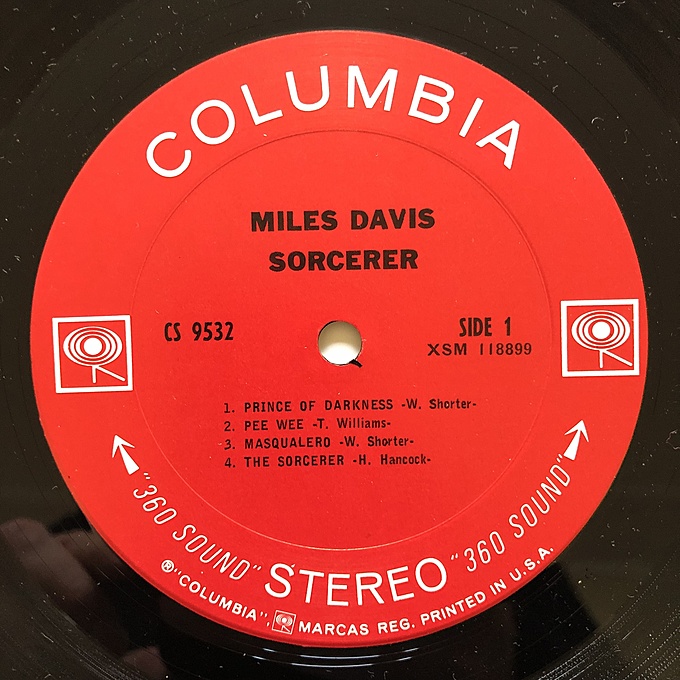 COLUMBIA
MILES DAVIS
SORCERER
CS 9532
SIDE 1
XSM 118899
1. PRINCE OF DARKNESS -W. Shorter-
2. PEE WEE -T. Williams-
3. MASQUALERO -W. Shorter-
4. THE SORCERER -H. Hancock-
"360 SOUND" STEREO "360 SOUND"
® "COLUMBIA", MARCAS REG. PRINTED IN U.S.A.